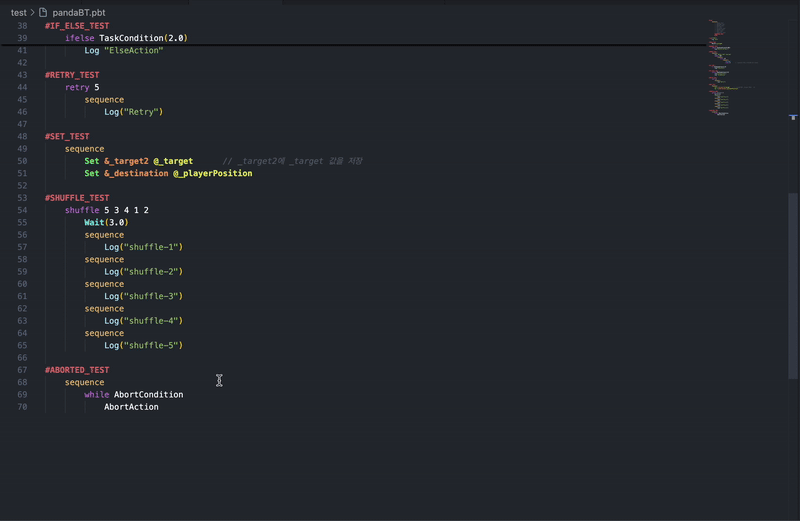 test > pandaBT.pbt
38 #IF_ELSE_TEST
39 ifelse TaskCondition(2.0)
41 Log "ElseAction"
42
43 #RETRY_TEST
44 retry 5
45 sequence
46 Log("Retry")
47
48 #SET_TEST
49 sequence
50 Set &_target2 @_target // _target2에 _target 값을 저장
51 Set &_destination @_playerPosition
52
53 #SHUFFLE_TEST
54 shuffle 5 3 4 1 2
55 Wait(3.0)
56 sequence
57 Log("shuffle-1")
58 sequence
59 Log("shuffle-2")
60 sequence
61 Log("shuffle-3")
62 sequence
63 Log("shuffle-4")
64 sequence
65 Log("shuffle-5")
66
67 #ABORTED_TEST
68 sequence
69 while AbortCondition
70 AbortAction